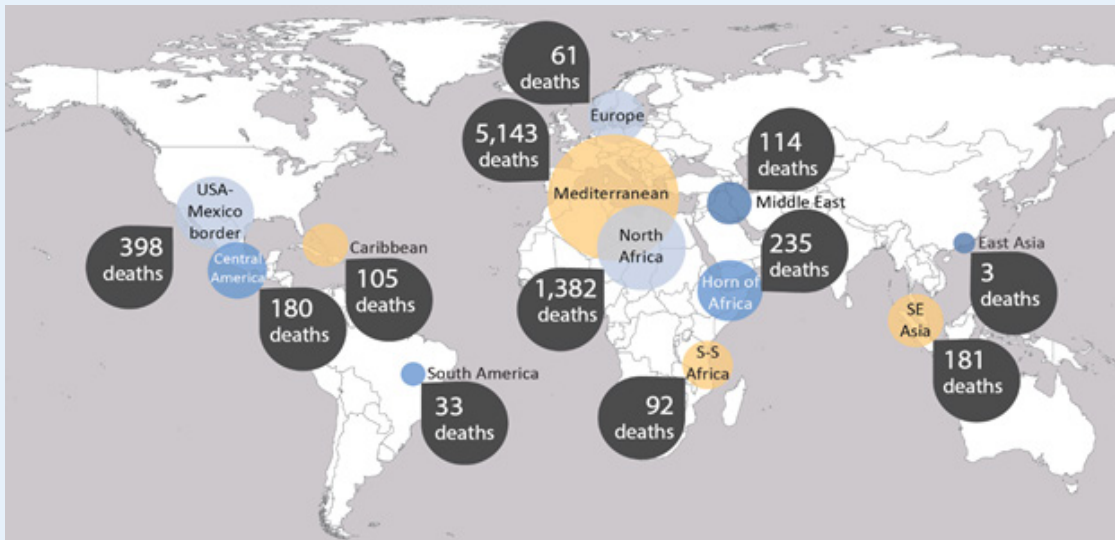 61
deaths
Europe
5,143
deaths
114
deaths
Mediterranean
Middle East
USA-
Mexico
border
398
deaths
Caribbean
Central
America
105
deaths
180
deaths
North
Africa
1,382
deaths
235
deaths
Horn of
Africa
East Asia
3
deaths
SE
Asia
181
deaths
S-S
Africa
92
deaths
South America
33
deaths